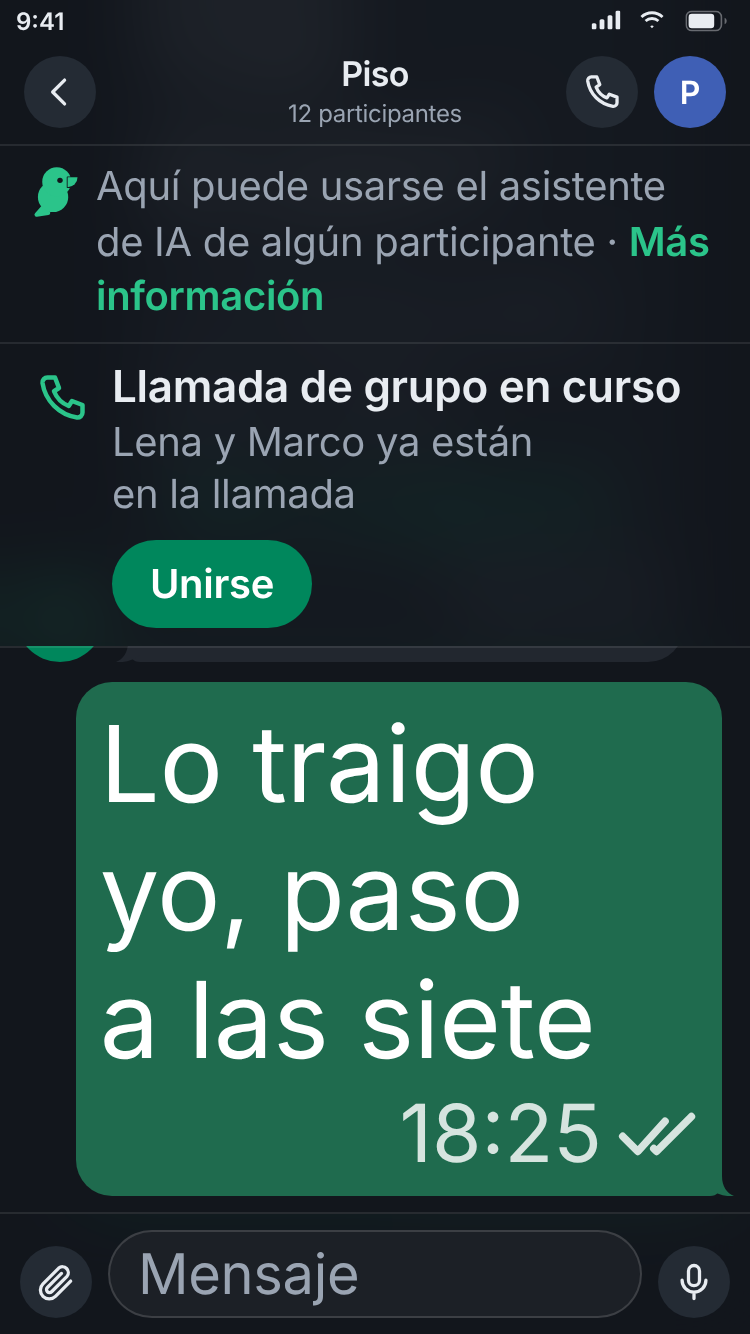 9:41
Piso
12 participantes
P
Aquí puede usarse el asistente
de IA de algún participante · Más
información
Llamada de grupo en curso
Lena y Marco ya están
en la llamada
Unirse
Lo traigo
yo, paso
a las siete
18:25
Mensaje